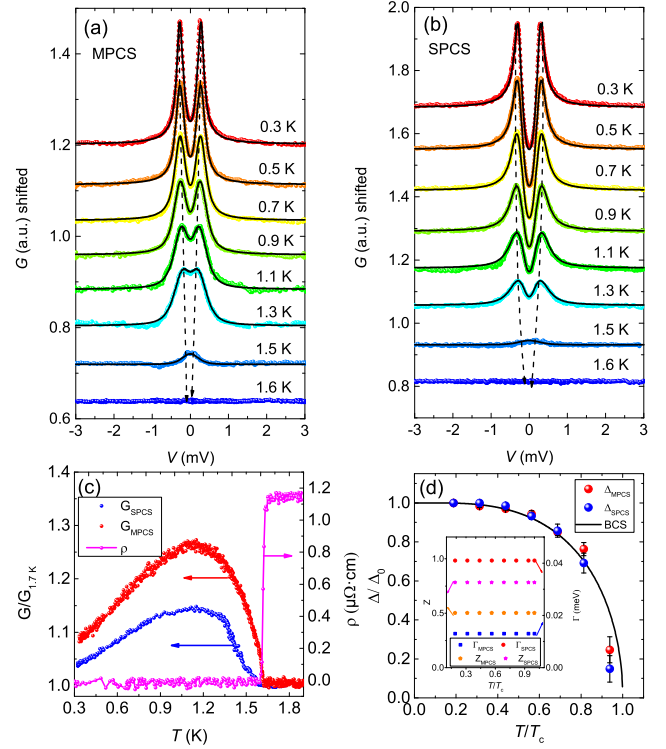 (a)
MPCS
0.3 K
0.5 K
0.7 K
0.9 K
1.1 K
1.3 K
1.5 K
1.6 K
G (a.u.) shifted
1.4
1.2
1.0
0.8
0.6
-3 -2 -1 0 1 2 3
V (mV)
(b)
SPCS
0.3 K
0.5 K
0.7 K
0.9 K
1.1 K
1.3 K
1.5 K
1.6 K
G (a.u.) shifted
2.0
1.8
1.6
1.4
1.2
1.0
0.8
-3 -2 -1 0 1 2 3
V (mV)
(c)
G_SPCS
G_MPCS
ρ
G/G_1.7 K
1.4
1.3
1.2
1.1
1.0
0.3 0.6 0.9 1.2 1.5 1.8
T (K)
1.2
0.9
0.8
0.6
0.4
0.2
0.0
ρ (μΩ·cm)
(d)
Δ_MPCS
Δ_SPCS
BCS
Δ/Δ_0
1.0
0.8
0.6
0.4
0.2
0.0
0.0 0.2 0.4 0.6 0.8 1.0
T/T_c
Z
1.0
0.5
0.0
0.04
0.02
0.00
Γ (meV)
Γ_MPCS Γ_SPCS
Z_MPCS Z_SPCS
0.3 0.6 0.9
T/T_c